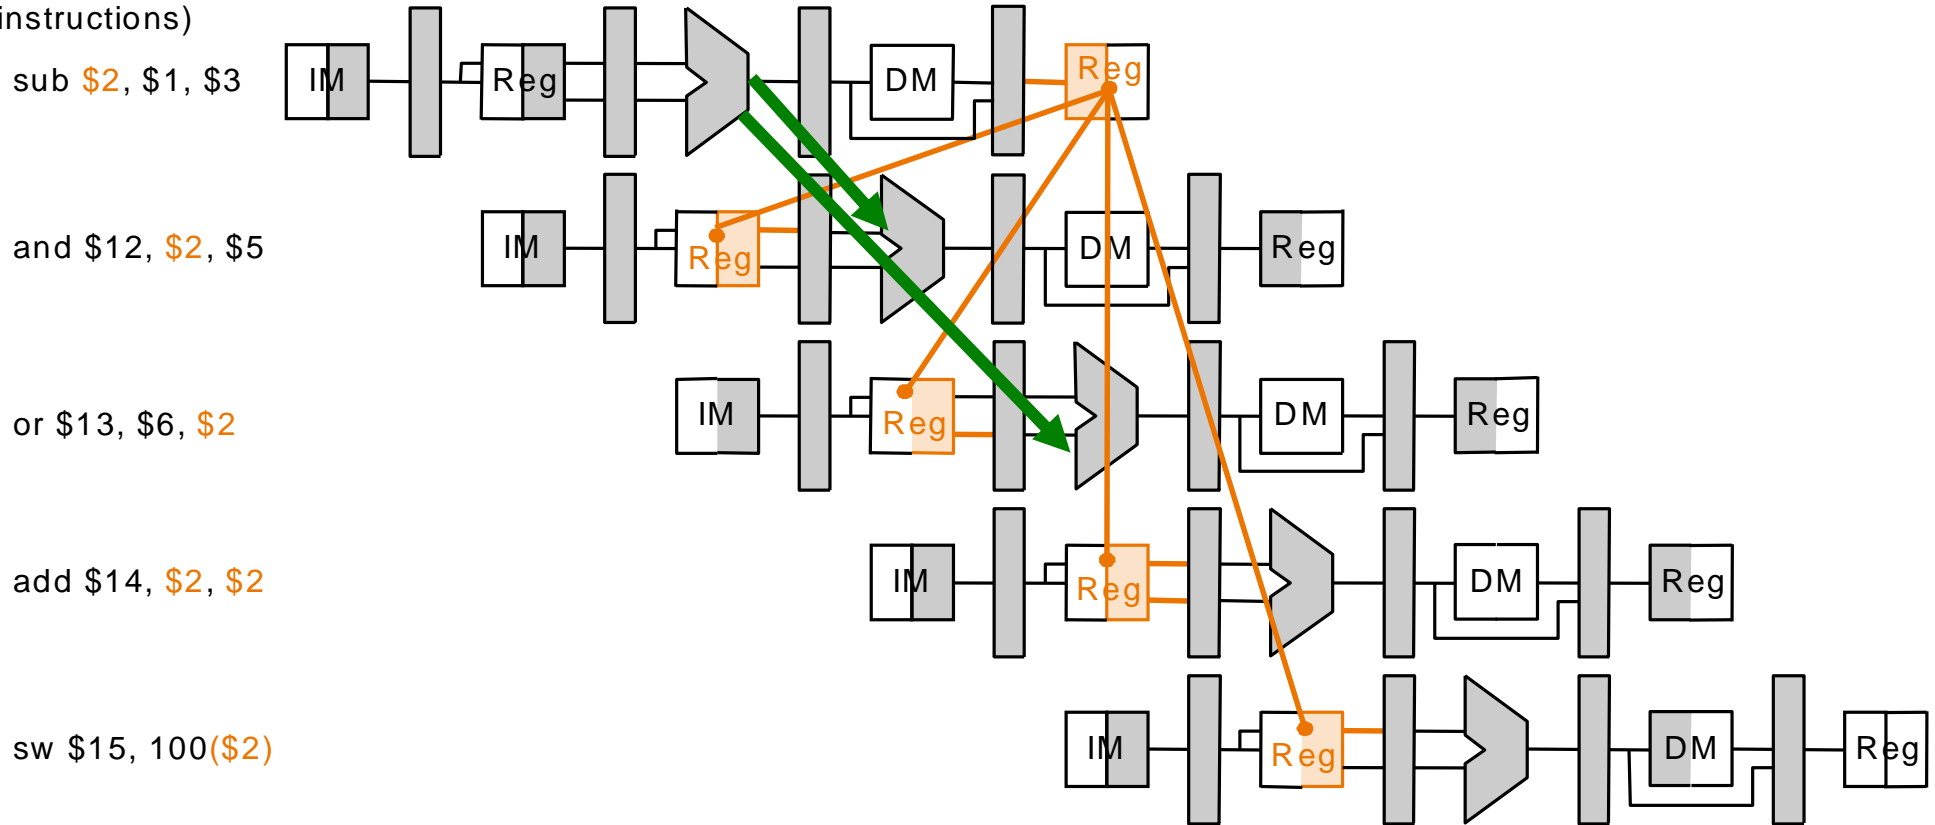 instructions)
sub $2, $1, $3
IM
Reg
DM
Reg
and $12, $2, $5
IM
Reg
DM
Reg
or $13, $6, $2
IM
Reg
DM
Reg
add $14, $2, $2
IM
Reg
DM
Reg
sw $15, 100($2)
IM
Reg
DM
Reg